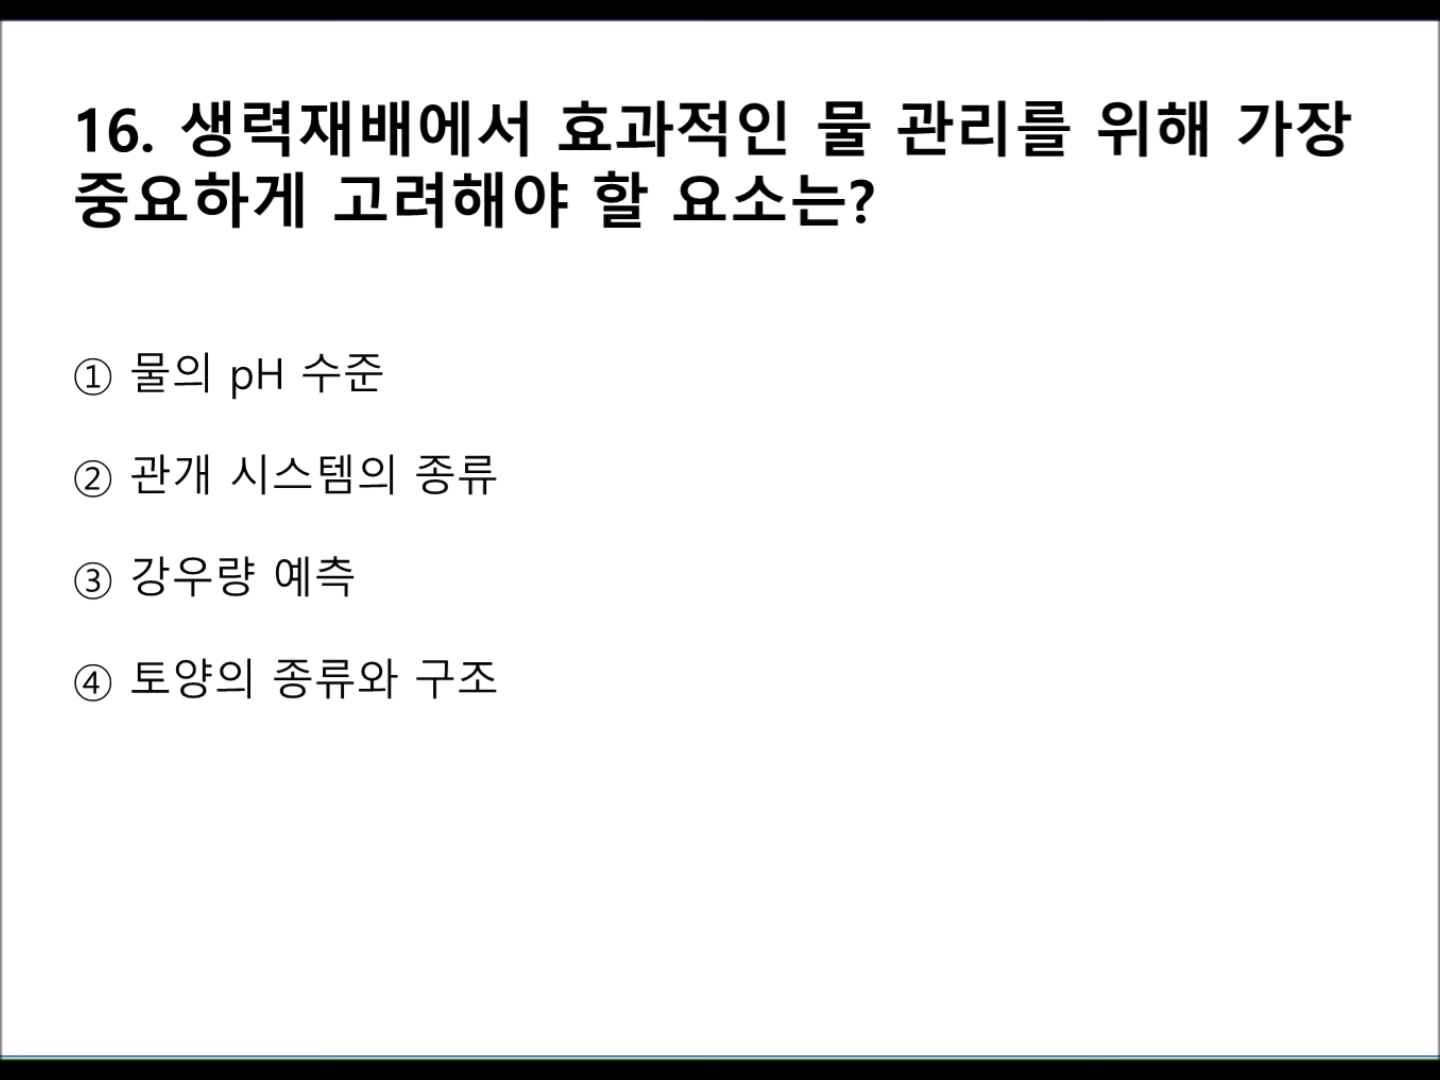 16. 생력재배에서 효과적인 물 관리를 위해 가장
중요하게 고려해야 할 요소는?
① 물의 pH 수준
② 관개 시스템의 종류
③ 강우량 예측
④ 토양의 종류와 구조